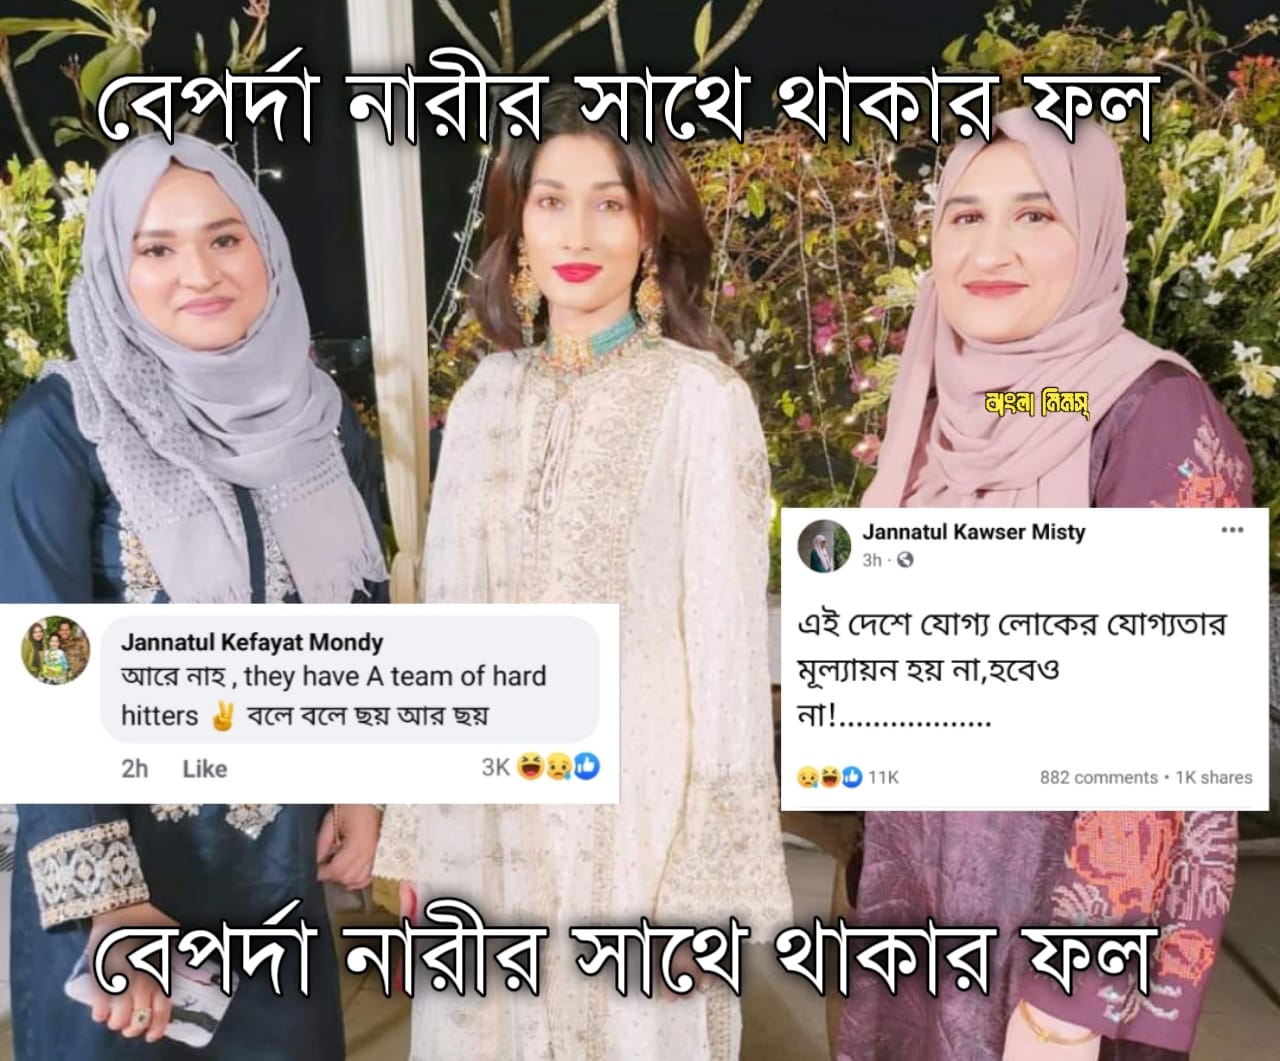 বেপর্দা নারীর সাথে থাকার ফল
বাংলা মিমস্
Jannatul Kawser Misty
3h ·
এই দেশে যোগ্য লোকের যোগ্যতার
মূল্যায়ন হয় না,হবেও
না!..................
11K 882 comments • 1K shares
Jannatul Kefayat Mondy
আরে নাহ , they have A team of hard
hitters ✌️ বলে বলে ছয় আর ছয়
2h Like 3K
বেপর্দা নারীর সাথে থাকার ফল